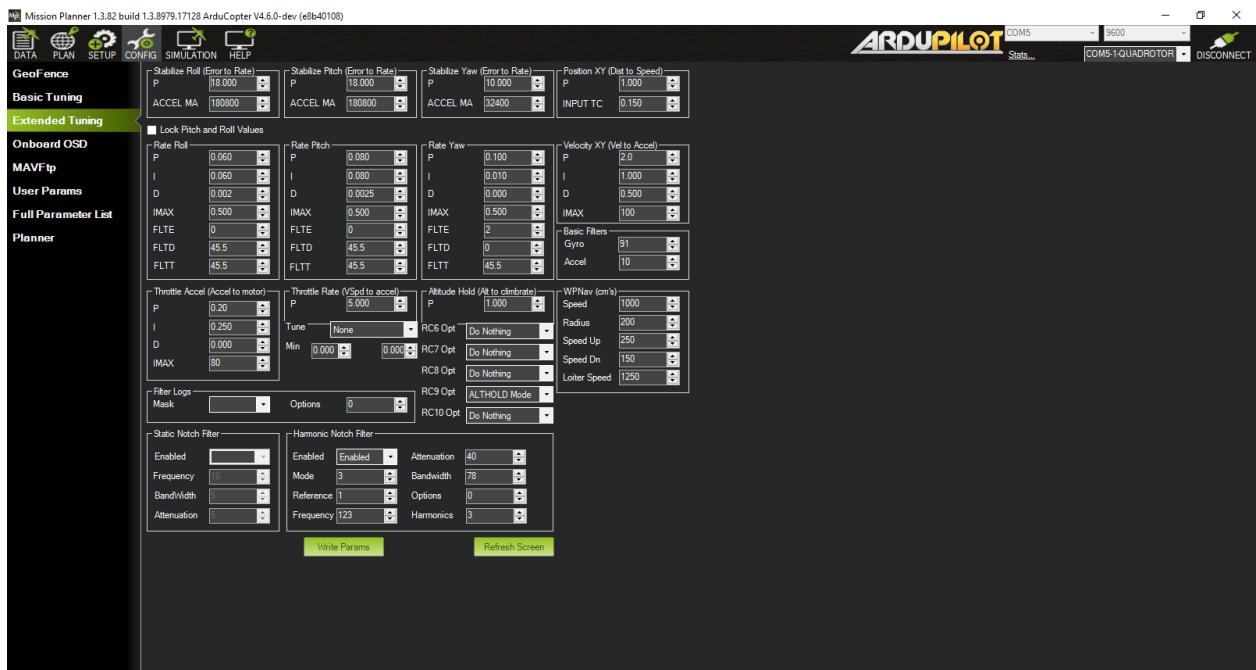 Mission Planner 1.3.82 build 1.3.8979.17128 ArduCopter V4.6.0-dev (e8b40108)
DATA PLAN SETUP CONFIG SIMULATION HELP
ARDUPILOT COM5 9600
Stats... COM5-1-QUADROTOR DISCONNECT
GeoFence
Basic Tuning
Extended Tuning
Onboard OSD
MAVFtp
User Params
Full Parameter List
Planner
Stabilize Roll (Error to Rate)
P 18.000
ACCEL MA 180800
Stabilize Pitch (Error to Rate)
P 18.000
ACCEL MA 180800
Stabilize Yaw (Error to Rate)
P 10.000
ACCEL MA 32400
Position XY (Dist to Speed)
P 1.000
INPUT TC 0.150
Lock Pitch and Roll Values
Rate Roll
P 0.060
I 0.060
D 0.002
IMAX 0.500
FLTE 0
FLTD 45.5
FLTT 45.5
Rate Pitch
P 0.080
I 0.080
D 0.0025
IMAX 0.500
FLTE 0
FLTD 45.5
FLTT 45.5
Rate Yaw
P 0.100
I 0.010
D 0.000
IMAX 0.500
FLTE 2
FLTD 0
FLTT 45.5
Velocity XY (Vel to Accel)
P 2.0
I 1.000
D 0.500
IMAX 100
Basic Filters
Gyro 91
Accel 10
Throttle Accel (Accel to motor)
P 0.20
I 0.250
D 0.000
IMAX 80
Throttle Rate (VSpd to accel)
P 5.000
Tune None
Min 0.000 0.000
Altitude Hold (Alt to climbrate)
P 1.000
RC6 Opt Do Nothing
RC7 Opt Do Nothing
RC8 Opt Do Nothing
RC9 Opt ALTHOLD Mode
RC10 Opt Do Nothing
WPNav (cm's)
Speed 1000
Radius 200
Speed Up 250
Speed Dn 150
Loiter Speed 1250
Filter Logs
Mask Options 0
Static Notch Filter
Enabled
Frequency 10
BandWidth 5
Attenuation 5
Harmonic Notch Filter
Enabled Enabled Attenuation 40
Mode 3 Bandwidth 78
Reference 1 Options 0
Frequency 123 Harmonics 3
Write Params Refresh Screen